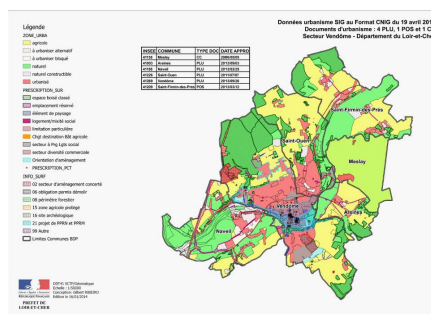 Données urbanisme SIG au Format CNIG du 19 avril 201
Documents d'urbanisme : 4 PLU, 1 POS et 1 C
Secteur Vendôme - Département du Loir-et-Che
Légende
ZONE_URBA
agricole
à urbaniser alternatif
à urbaniser bloqué
naturel
naturel constructible
urbanisé
PRESCRIPTION_SUR
espace boisé classé
emplacement réservé
élément de paysage
logement/mixité social
limitation particulière
Chgt destination Bât agricole
secteur à Prg Lgts social
secteur diversité commerciale
Orientation d'aménagement
PRESCRIPTION_PCT
INFO_SURF
02 secteur d'aménagement concerté
06 obligation permis démolir
08 périmètre forestier
15 zone agricole protégé
16 site archéologique
21 projet de PPRN et PPRM
99 Autre
Limites Communes BDP
INSEE COMMUNE TYPE DOC DATE APPRO
Meslay CC
Areines PLU
Naveil PLU
Saint-Ouen PLU
Vendôme PLU
Saint-Firmin-des-Prés POS
Saint-Firmin-des-Prés
Saint-Ouen
Meslay
Vendôme
Areines
Naveil
PREFET DE
LOIR-ET-CHER